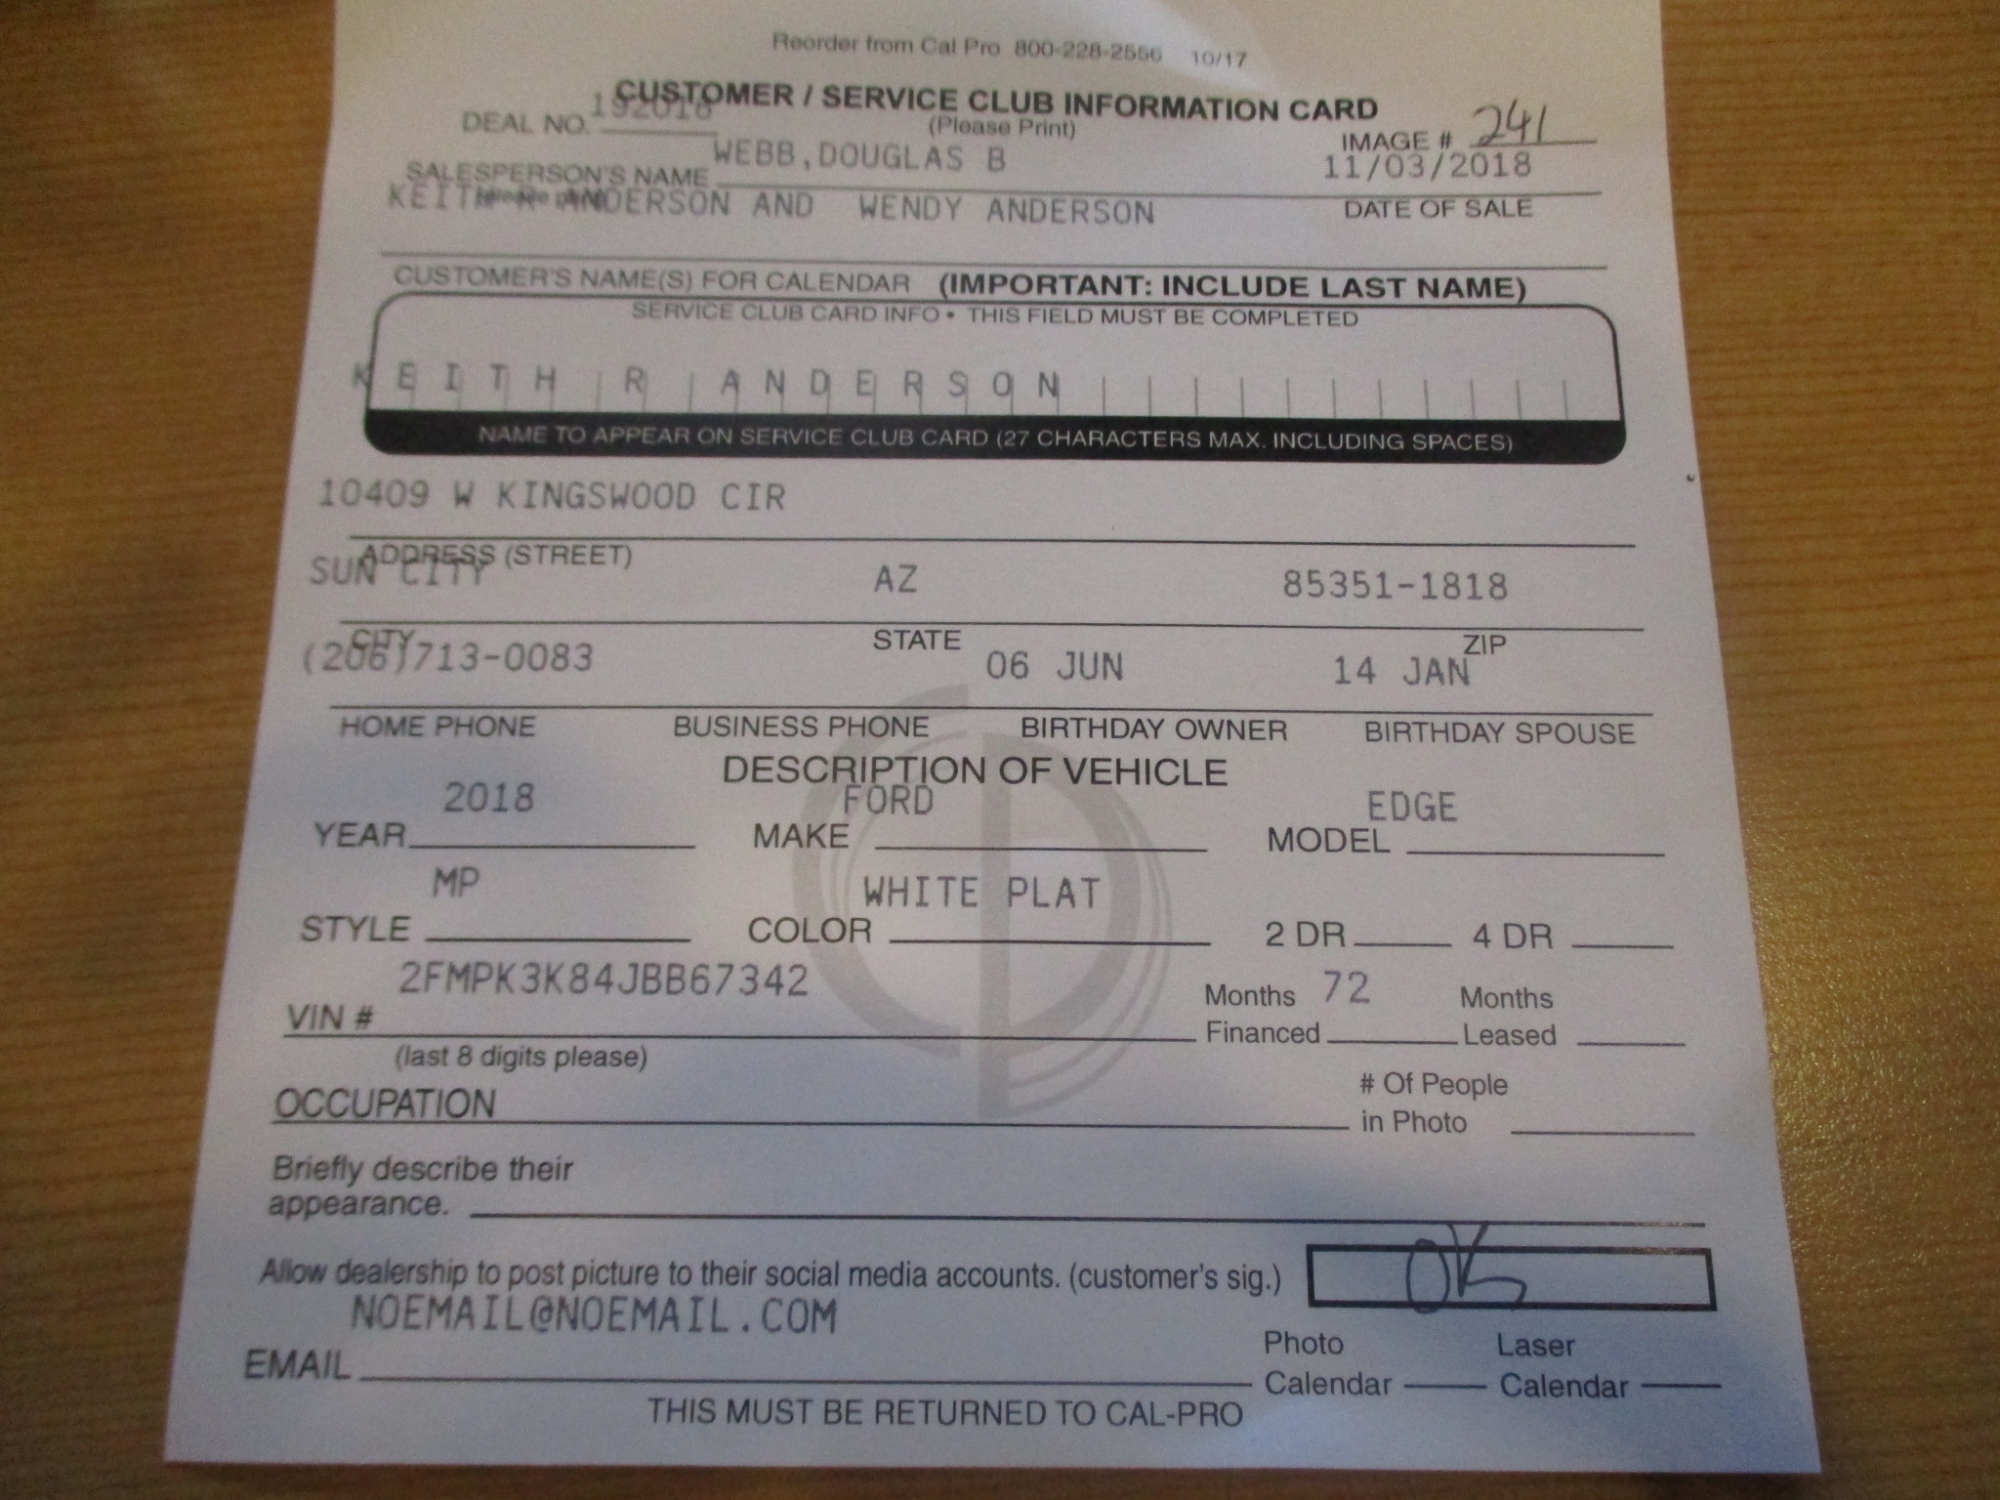 Reorder from Cal Pro 800-228-2556 10/17
CUSTOMER / SERVICE CLUB INFORMATION CARD
DEAL NO. 192018 (Please Print) IMAGE # 241
SALESPERSON'S NAME WEBB,DOUGLAS B 11/03/2018
KEITH R ANDERSON AND WENDY ANDERSON DATE OF SALE
CUSTOMER'S NAME(S) FOR CALENDAR (IMPORTANT: INCLUDE LAST NAME)
SERVICE CLUB CARD INFO • THIS FIELD MUST BE COMPLETED
KEITH R ANDERSON
NAME TO APPEAR ON SERVICE CLUB CARD (27 CHARACTERS MAX. INCLUDING SPACES)
10409 W KINGSWOOD CIR
ADDRESS (STREET)
SUN CITY AZ 85351-1818
CITY STATE ZIP
(206)713-0083 06 JUN 14 JAN
HOME PHONE BUSINESS PHONE BIRTHDAY OWNER BIRTHDAY SPOUSE
DESCRIPTION OF VEHICLE
2018 FORD EDGE
YEAR MAKE MODEL
MP WHITE PLAT
STYLE COLOR 2 DR 4 DR
2FMPK3K84JBB67342 Months 72 Months
VIN # Financed Leased
(last 8 digits please)
# Of People
OCCUPATION in Photo
Briefly describe their
appearance.
Allow dealership to post picture to their social media accounts. (customer's sig.) OK
NOEMAIL@NOEMAIL.COM
Photo Laser
EMAIL Calendar Calendar
THIS MUST BE RETURNED TO CAL-PRO